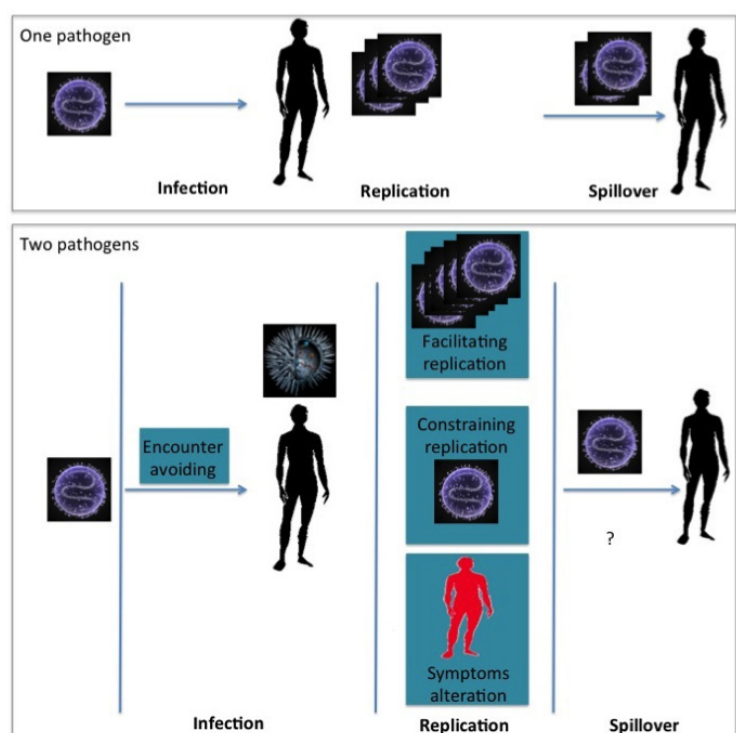 One pathogen
Infection
Replication
Spillover
Two pathogens
Facilitating
replication
Encounter
avoiding
Constraining
replication
?
Symptoms
alteration
Infection
Replication
Spillover